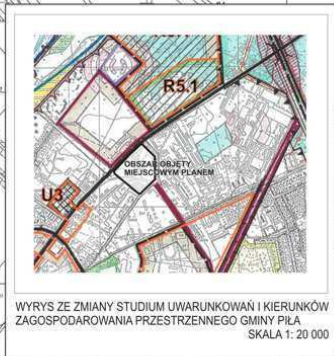 R5.1
OBSZAR OBJĘTY
MIEJSCOWYM PLANEM
U3
WYRYS ZE ZMIANY STUDIUM UWARUNKOWAŃ I KIERUNKÓW
ZAGOSPODAROWANIA PRZESTRZENNEGO GMINY PIŁA
SKALA 1: 20 000